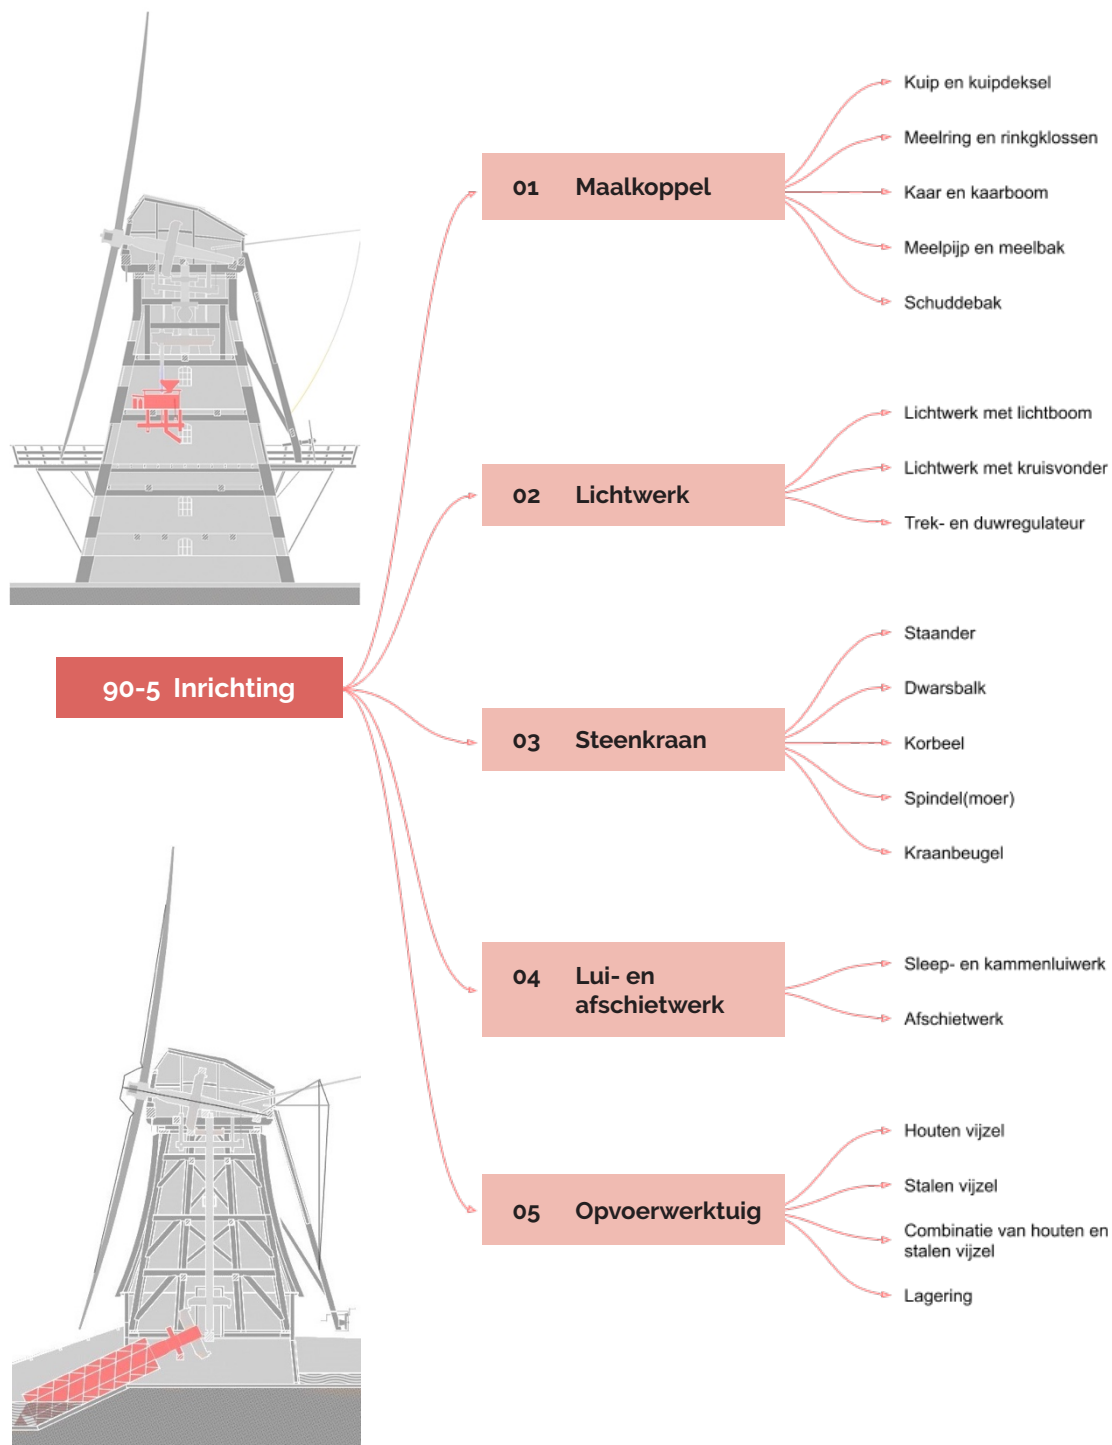 90-5 Inrichting
01 Maalkoppel
Kuip en kuipdeksel
Meelring en rinkgklossen
Kaar en kaarboom
Meelpijp en meelbak
Schuddebak
02 Lichtwerk
Lichtwerk met lichtboom
Lichtwerk met kruisvonder
Trek- en duwregulateur
03 Steenkraan
Staander
Dwarsbalk
Korbeel
Spindel(moer)
Kraanbeugel
04 Lui- en
afschietwerk
Sleep- en kammenluiwerk
Afschietwerk
05 Opvoerwerktuig
Houten vijzel
Stalen vijzel
Combinatie van houten en
stalen vijzel
Lagering